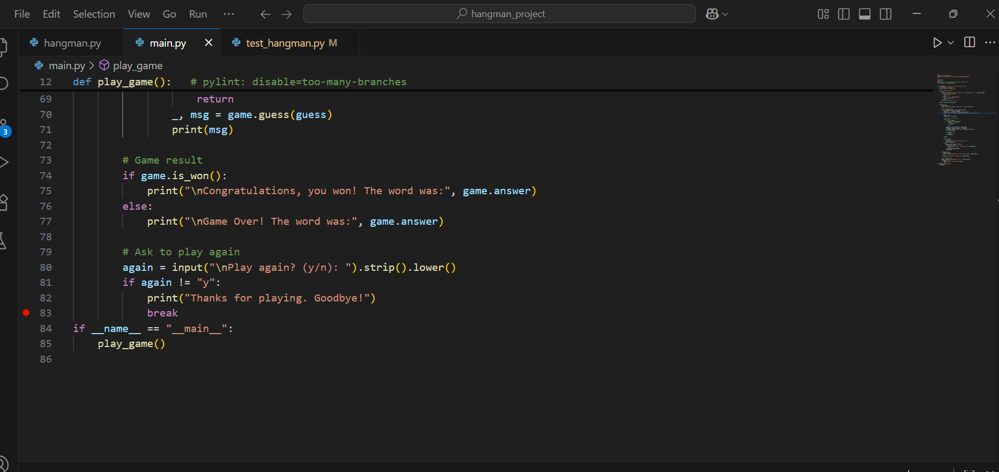 File Edit Selection View Go Run ··· hangman_project
hangman.py main.py test_hangman.py M
main.py > play_game
12 def play_game():   # pylint: disable=too-many-branches
69 return
70 _, msg = game.guess(guess)
71 print(msg)
72
73 # Game result
74 if game.is_won():
75 print("\nCongratulations, you won! The word was:", game.answer)
76 else:
77 print("\nGame Over! The word was:", game.answer)
78
79 # Ask to play again
80 again = input("\nPlay again? (y/n): ").strip().lower()
81 if again != "y":
82 print("Thanks for playing. Goodbye!")
83 break
84 if __name__ == "__main__":
85 play_game()
86
3